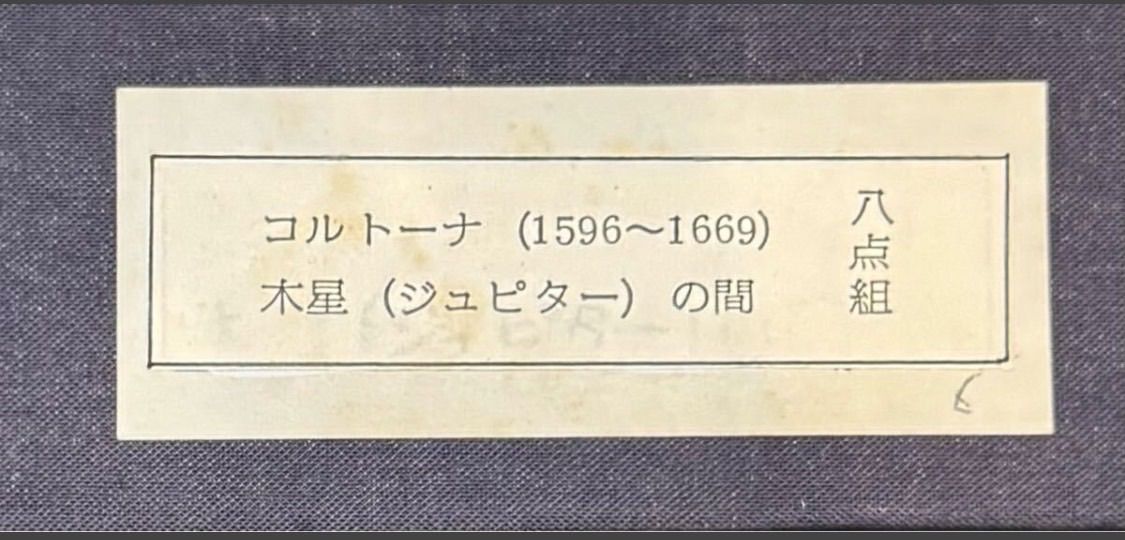 コルトーナ (1596〜1669)
木星 (ジュピター) の間
八点組